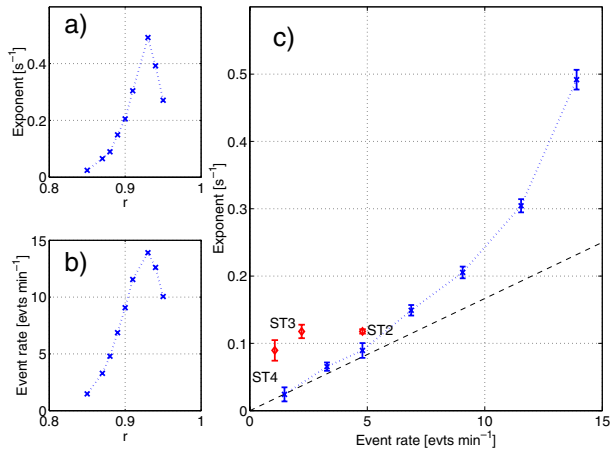 a)
Exponent [s⁻¹]
0.4
0.2
0
0.8
0.9
1
r
b)
Event rate [evts min⁻¹]
15
10
5
0
0.8
0.9
1
r
c)
Exponent [s⁻¹]
0.5
0.4
0.3
0.2
0.1
0
ST3
ST2
ST4
0
5
10
15
Event rate [evts min⁻¹]